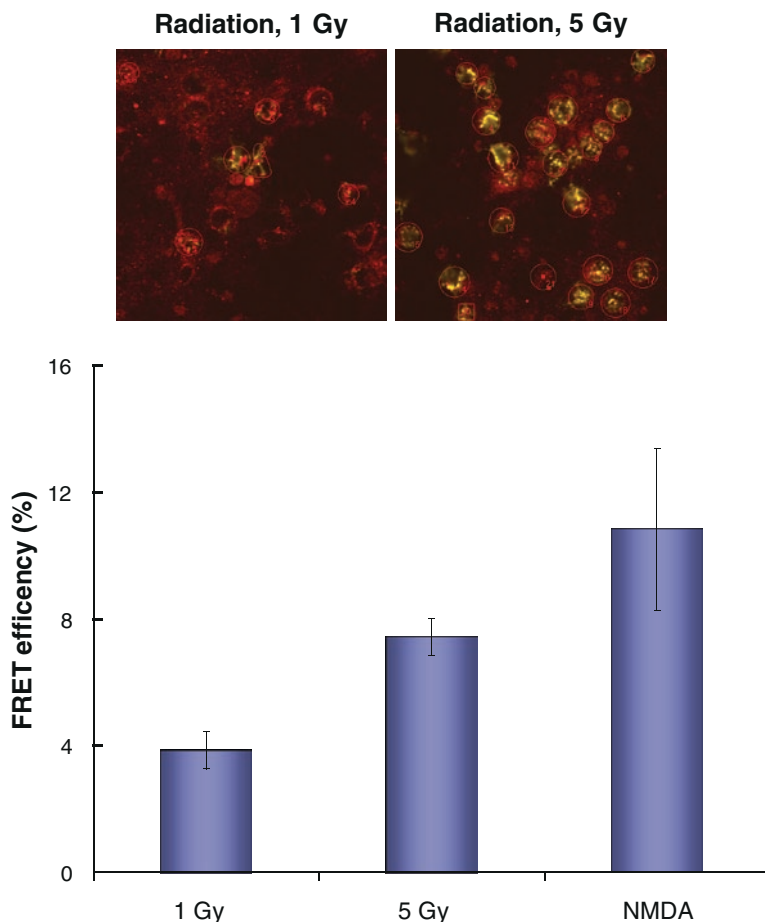 Radiation, 1 Gy
Radiation, 5 Gy
16
12
8
4
0
FRET efficency (%)
1 Gy
5 Gy
NMDA